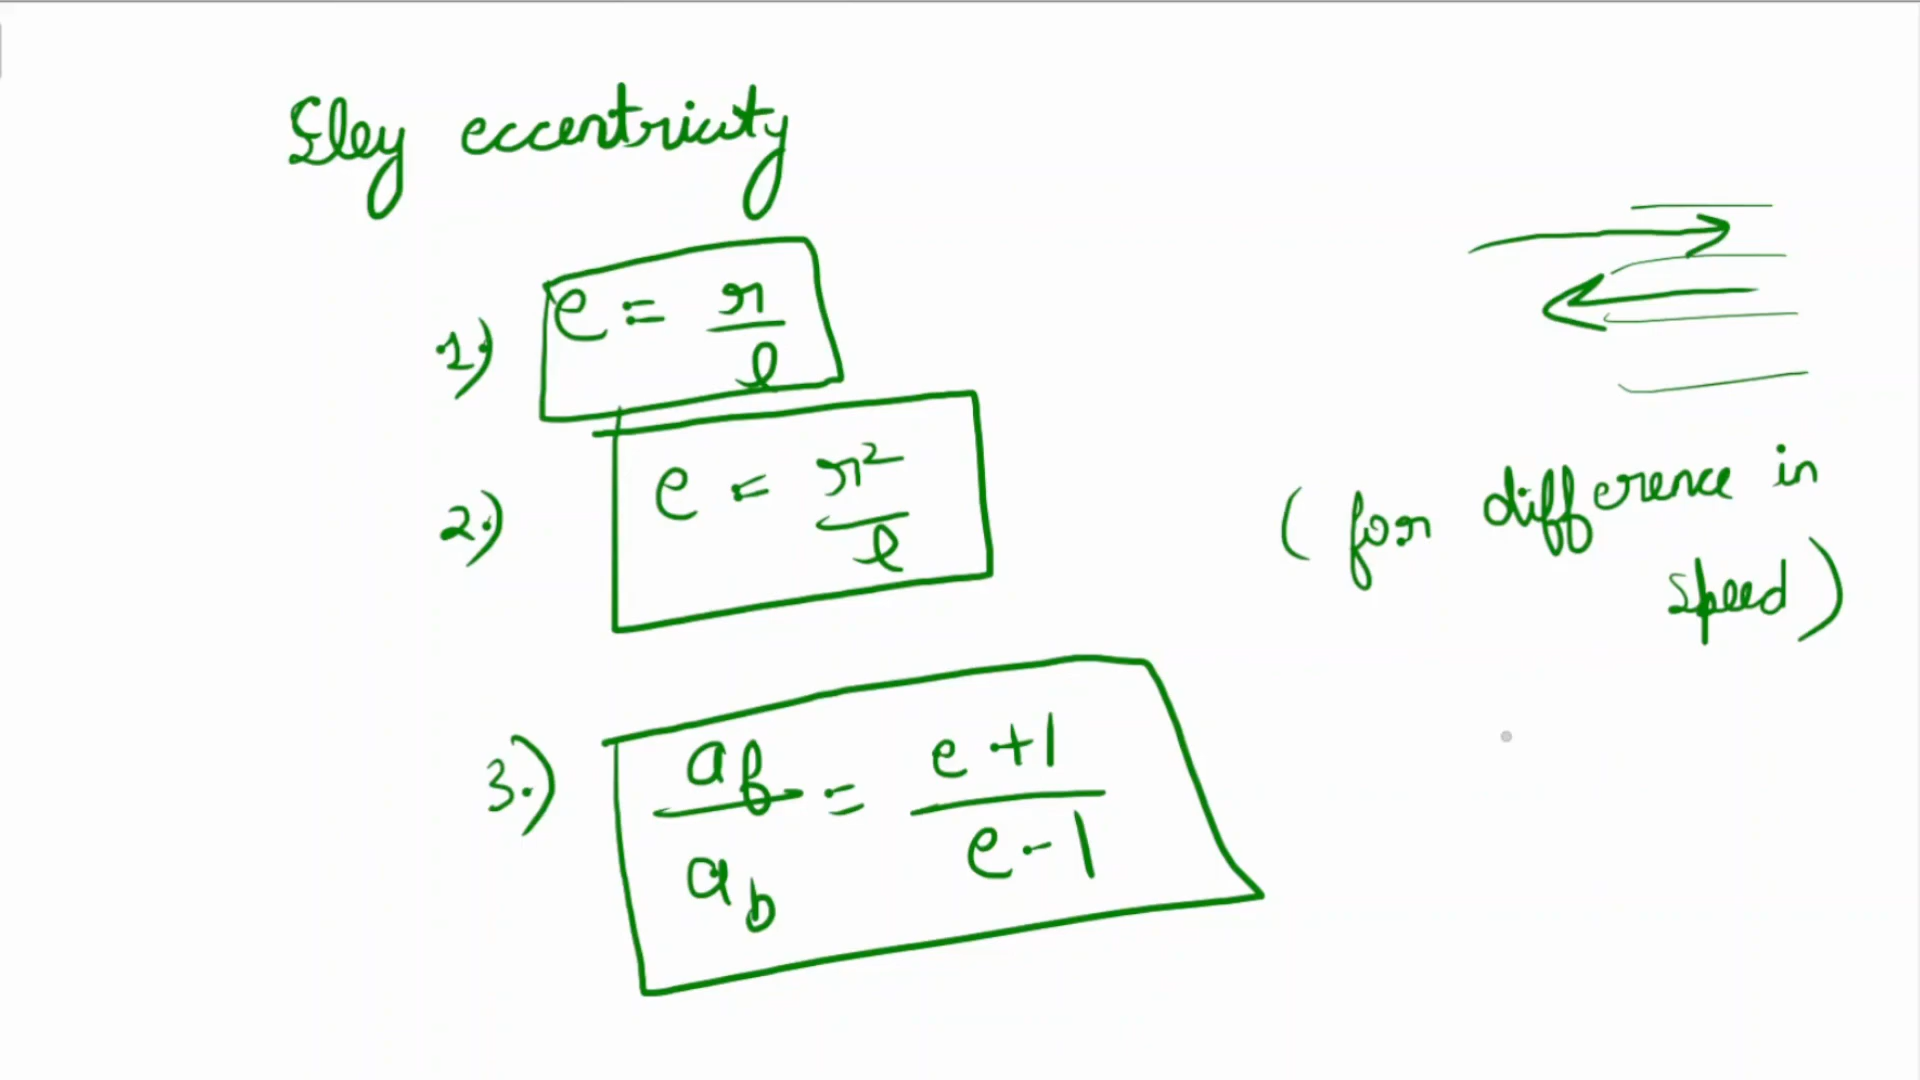 Sley eccentricity
1.) e = r/l
2.) e = r²/l
(for difference in
speed)
3.) af/ab = e+1/e-1